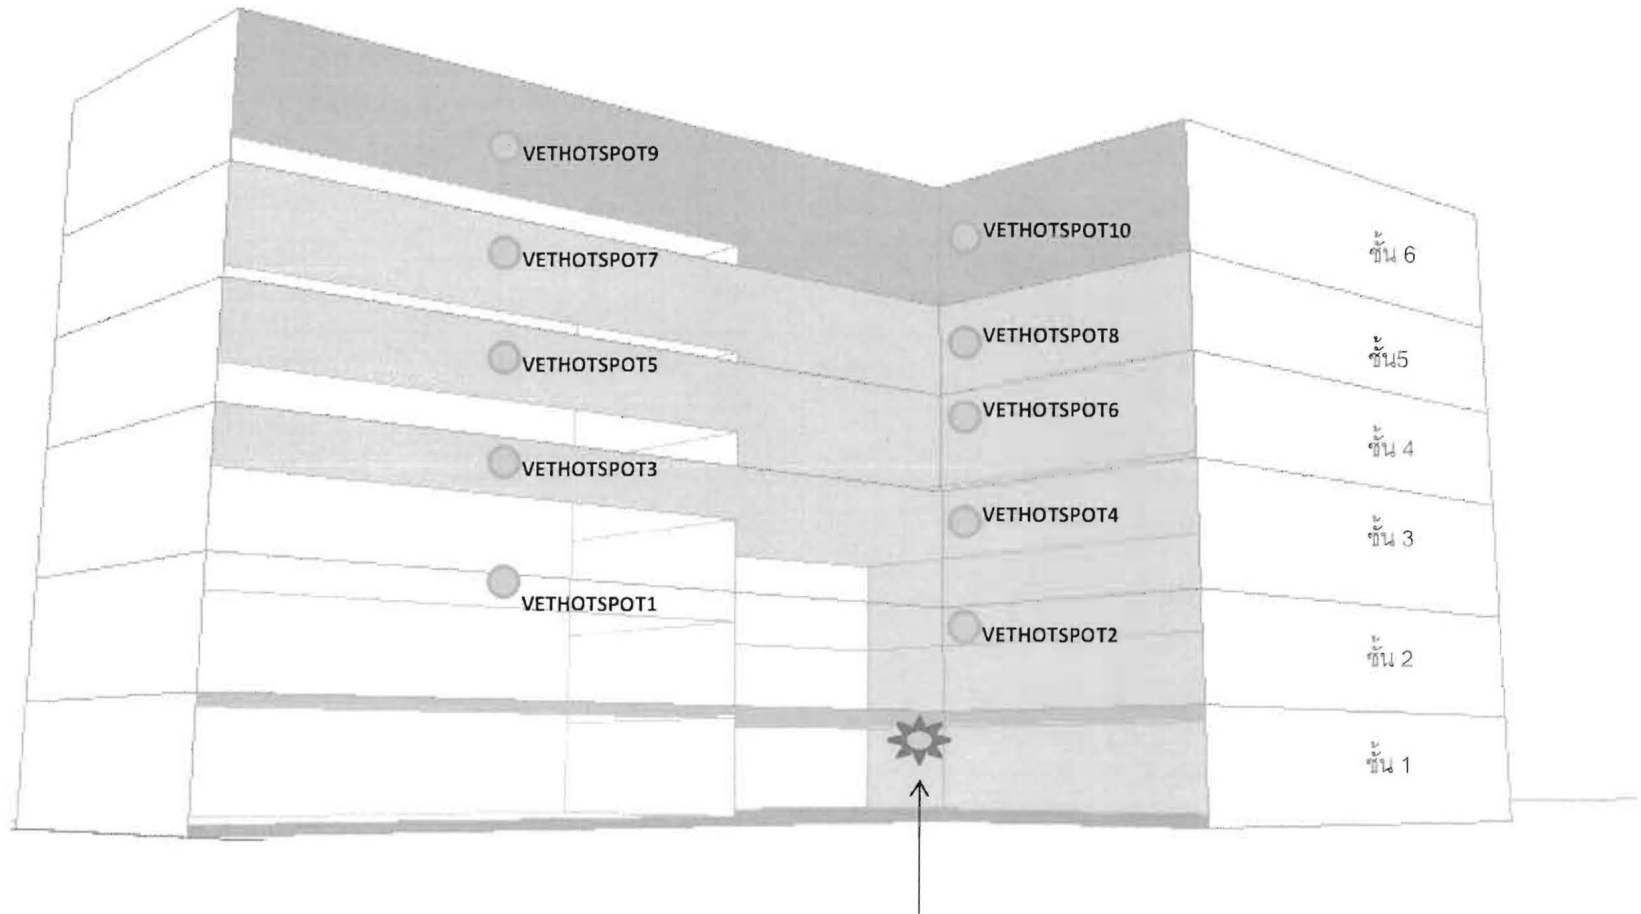 VETHOTSPOT9
VETHOTSPOT10
ชั้น 6
VETHOTSPOT7
VETHOTSPOT8
ชั้น5
VETHOTSPOT5
VETHOTSPOT6
ชั้น 4
VETHOTSPOT3
VETHOTSPOT4
ชั้น 3
VETHOTSPOT1
VETHOTSPOT2
ชั้น 2
ชั้น 1